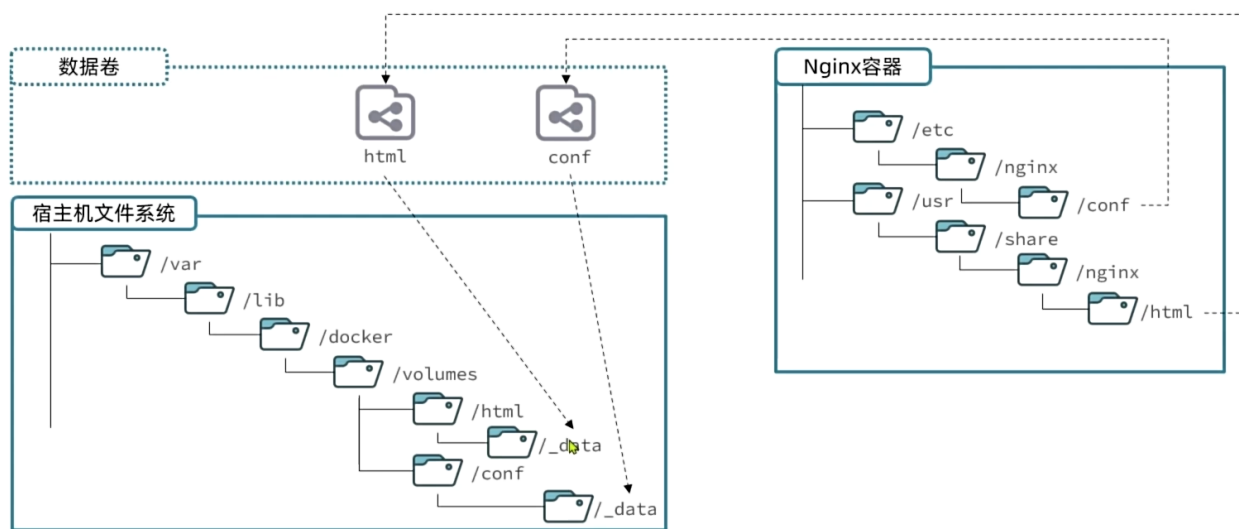 数据卷
html
conf
宿主机文件系统
/var
/lib
/docker
/volumes
/html
/_data
/conf
/_data
Nginx容器
/etc
/nginx
/usr
/conf
/share
/nginx
/html